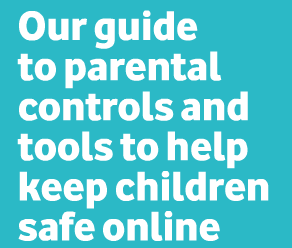 Our guide
to parental
controls and
tools to help
keep children
safe online